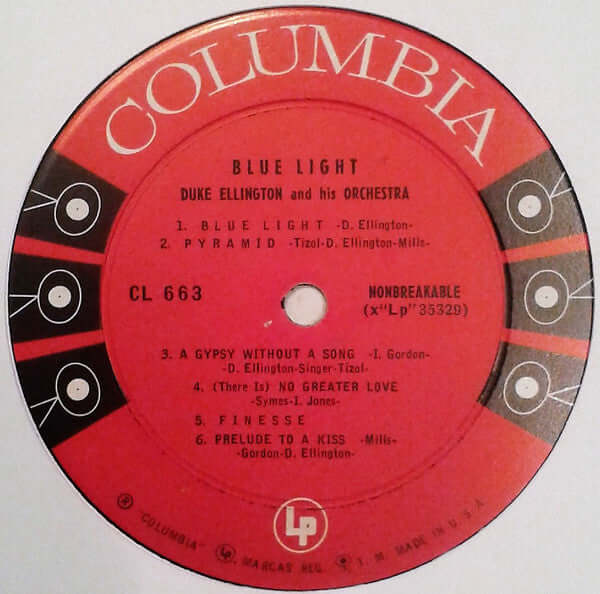 COLUMBIA
BLUE LIGHT
DUKE ELLINGTON and his ORCHESTRA
1. BLUE LIGHT -D. Ellington-
2. PYRAMID -Tizol-D. Ellington-Mills-
CL 663
NONBREAKABLE
(x"Lp"35329)
3. A GYPSY WITHOUT A SONG -I. Gordon-
-D. Ellington-Singer-Tizol-
4. (There Is) NO GREATER LOVE
-Symes-I. Jones-
5. FINESSE
6. PRELUDE TO A KISS -Mills-
-Gordon-D. Ellington-
Lp
® "COLUMBIA" Lp, MARCAS REG. T. M. MADE IN U. S. A.